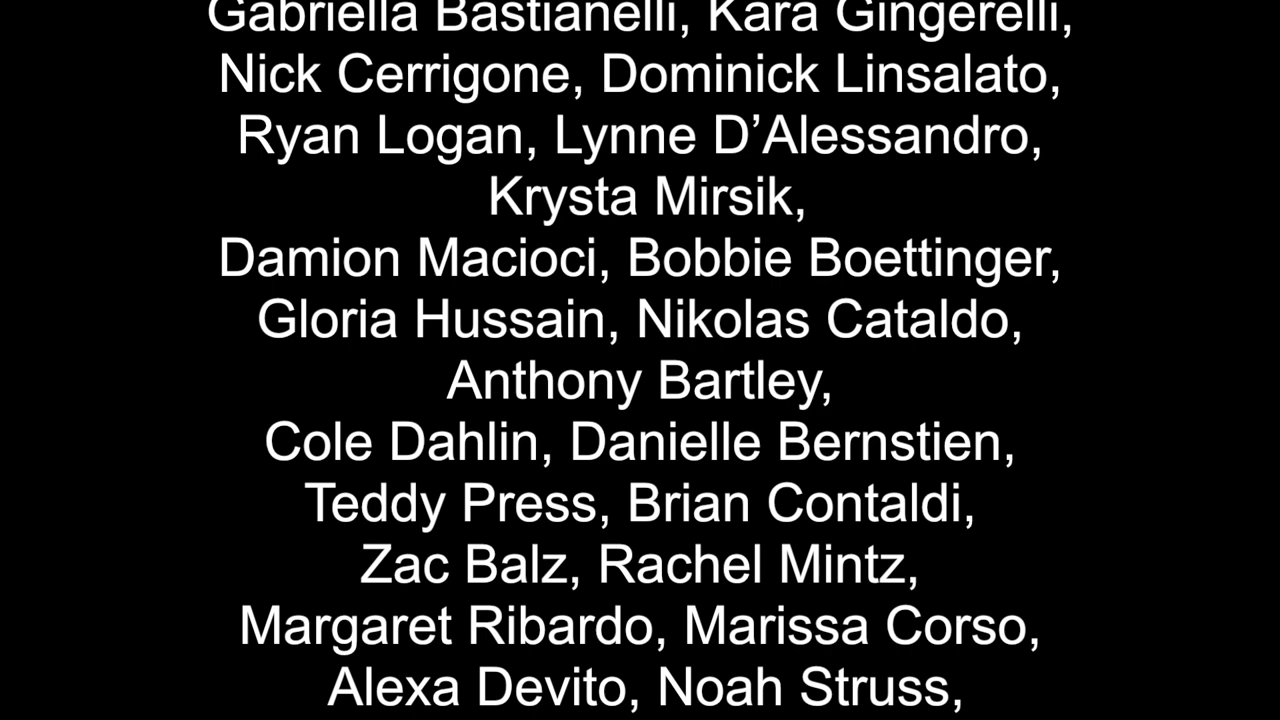 Gabriella Bastianelli, Kara Gingerelli,
Nick Cerrigone, Dominick Linsalato,
Ryan Logan, Lynne D’Alessandro,
Krysta Mirsik,
Damion Macioci, Bobbie Boettinger,
Gloria Hussain, Nikolas Cataldo,
Anthony Bartley,
Cole Dahlin, Danielle Bernstien,
Teddy Press, Brian Contaldi,
Zac Balz, Rachel Mintz,
Margaret Ribardo, Marissa Corso,
Alexa Devito, Noah Struss,